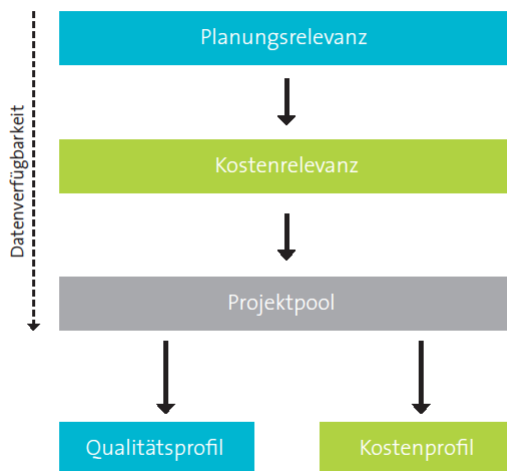 Planungsrelevanz
Datenverfügbarkeit
Kostenrelevanz
Projektpool
Qualitätsprofil
Kostenprofil